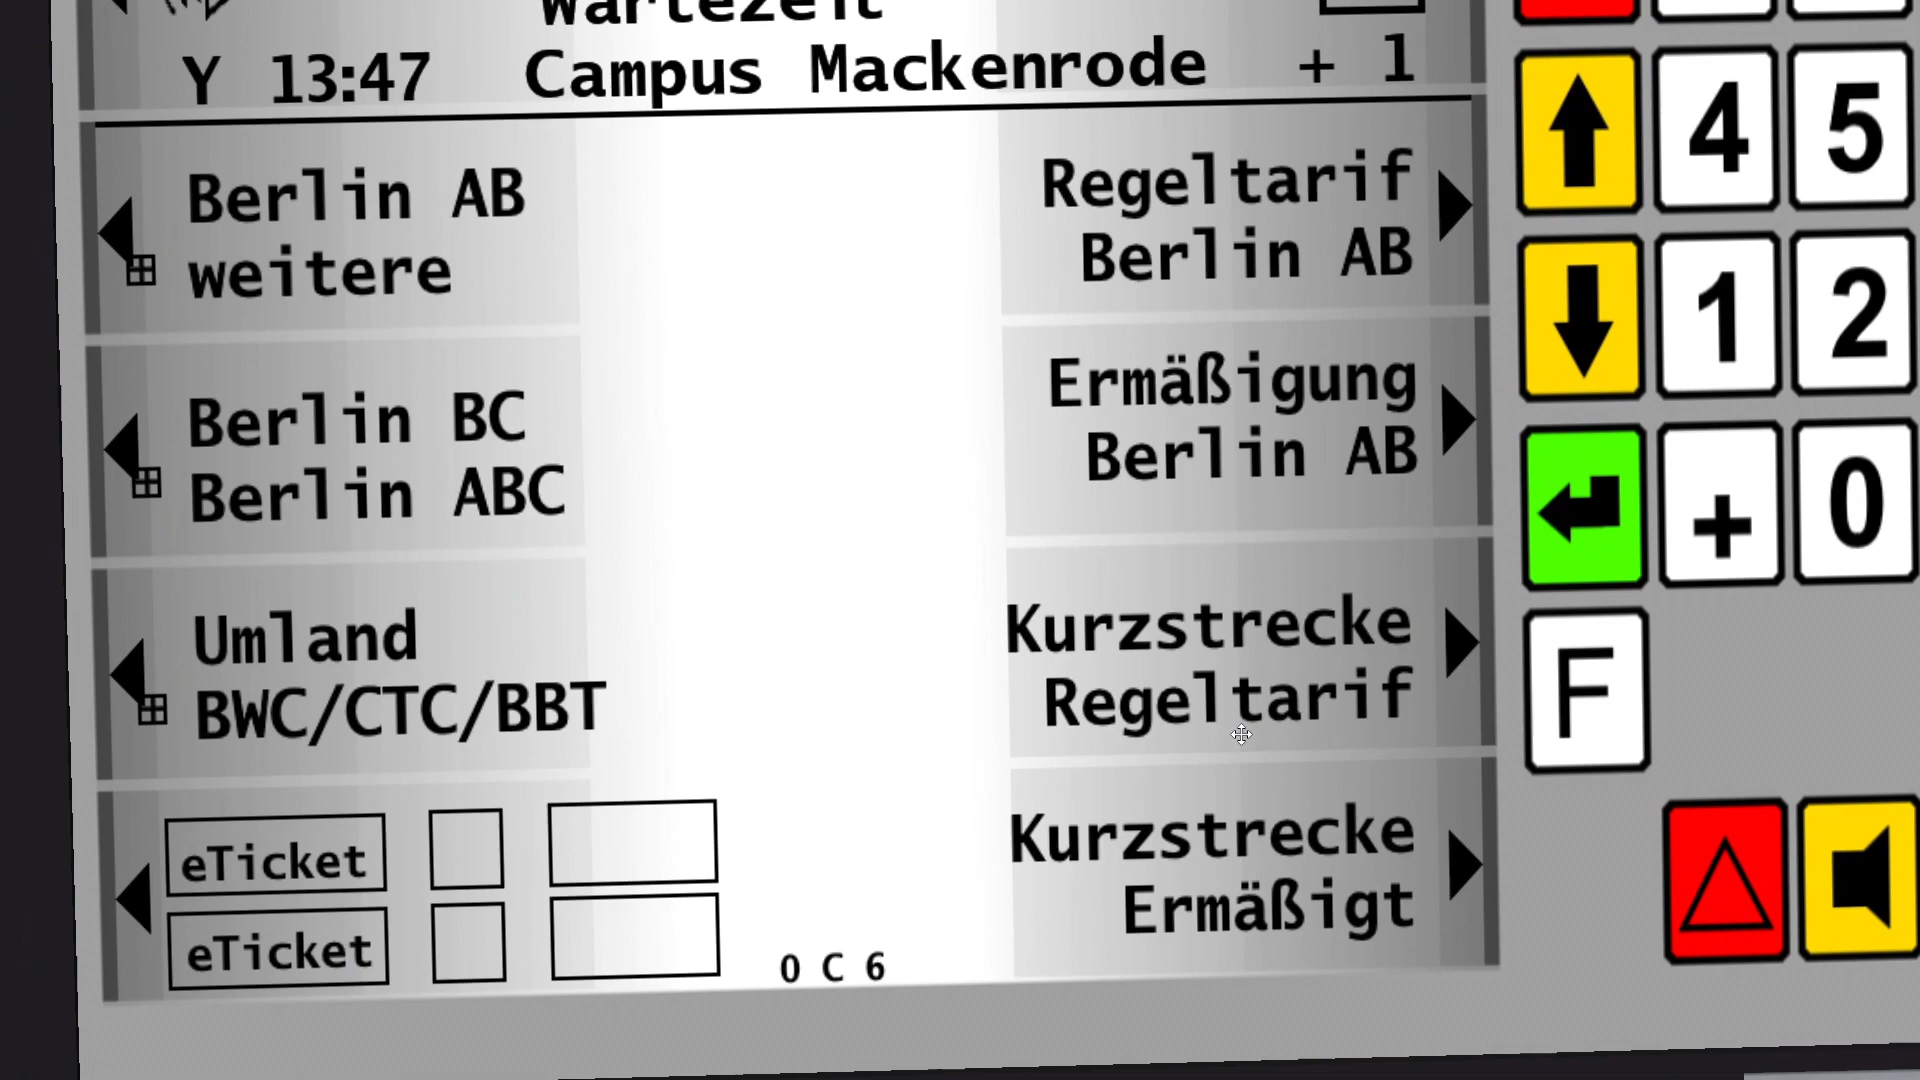 Wartezeit
Y 13:47 Campus Mackenrode + 1
Berlin AB
weitere
Regeltarif
Berlin AB
Berlin BC
Berlin ABC
Ermäßigung
Berlin AB
Umland
BWC/CTC/BBT
Kurzstrecke
Regeltarif
eTicket
eTicket
Kurzstrecke
Ermäßigt
0 C 6
4 5
1 2
+ 0
F